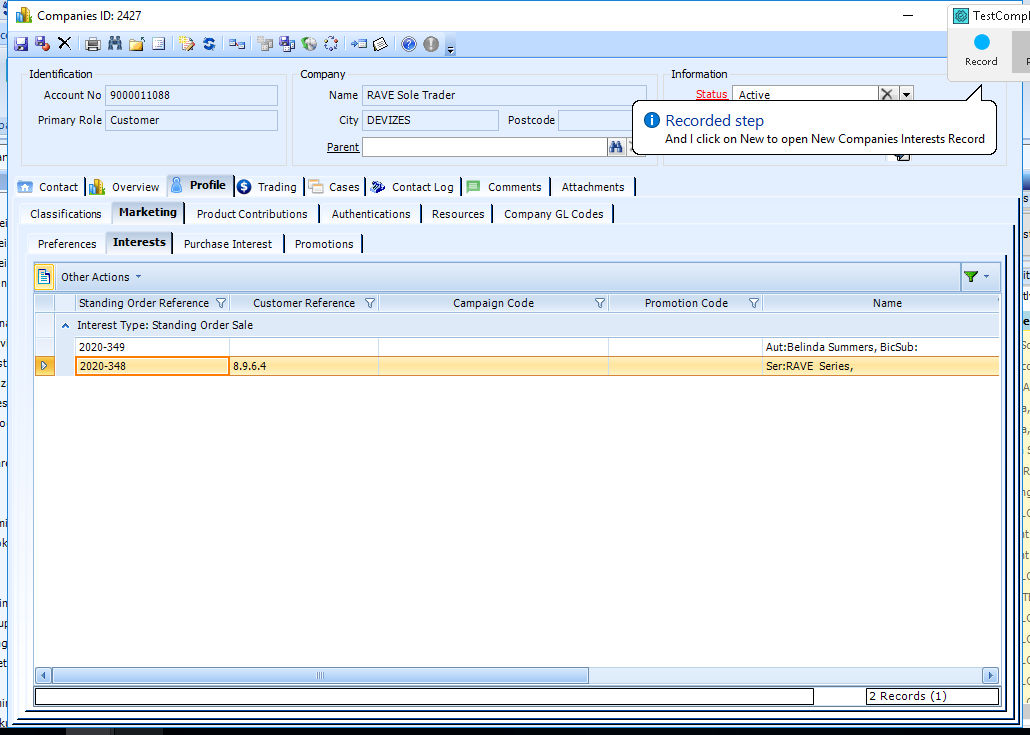 Companies ID: 2427
TestCompl
Record
Identification
Company
Information
Account No 9000011088
Name RAVE Sole Trader
Status Active
Primary Role Customer
City DEVIZES Postcode
Parent
Recorded step
And I click on New to open New Companies Interests Record
Contact Overview Profile Trading Cases Contact Log Comments Attachments
Classifications Marketing Product Contributions Authentications Resources Company GL Codes
Preferences Interests Purchase Interest Promotions
Other Actions
Standing Order Reference Customer Reference Campaign Code Promotion Code Name
Interest Type: Standing Order Sale
2020-349 Aut:Belinda Summers, BicSub:
2020-348 8.9.6.4 Ser:RAVE Series,
2 Records (1)